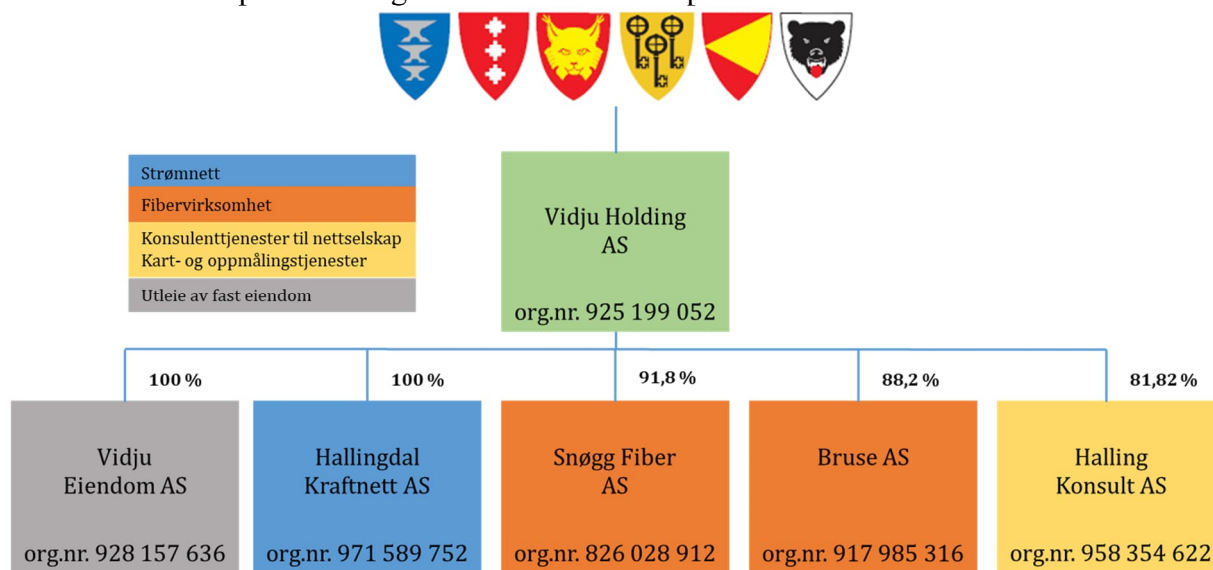 Strømnett
Fibervirksomhet
Konsulenttjenester til nettselskap
Kart- og oppmålingstjenester
Utleie av fast eiendom
Vidju Holding
AS
org.nr. 925 199 052
100 %
100 %
91,8 %
88,2 %
81,82 %
Vidju
Eiendom AS
org.nr. 928 157 636
Hallingdal
Kraftnett AS
org.nr. 971 589 752
Snøgg Fiber
AS
org.nr. 826 028 912
Bruse AS
org.nr. 917 985 316
Halling
Konsult AS
org.nr. 958 354 622